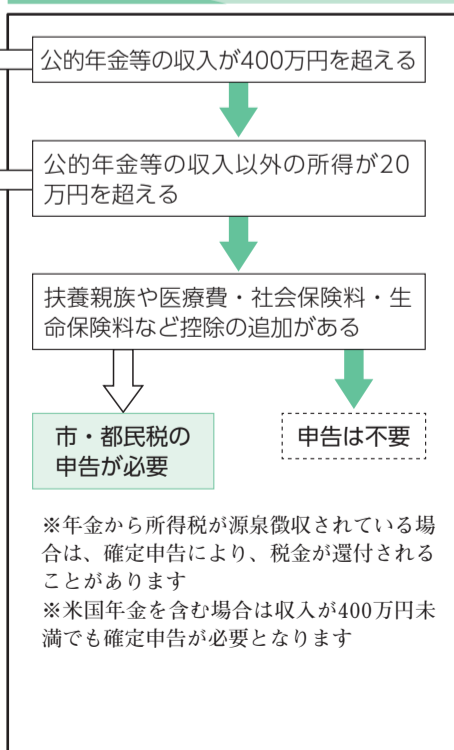 公的年金等の収入が400万円を超える
公的年金等の収入以外の所得が20
万円を超える
扶養親族や医療費・社会保険料・生
命保険料など控除の追加がある
市・都民税の
申告が必要
申告は不要
※年金から所得税が源泉徴収されている場
合は、確定申告により、税金が還付される
ことがあります
※米国年金を含む場合は収入が400万円未
満でも確定申告が必要となります